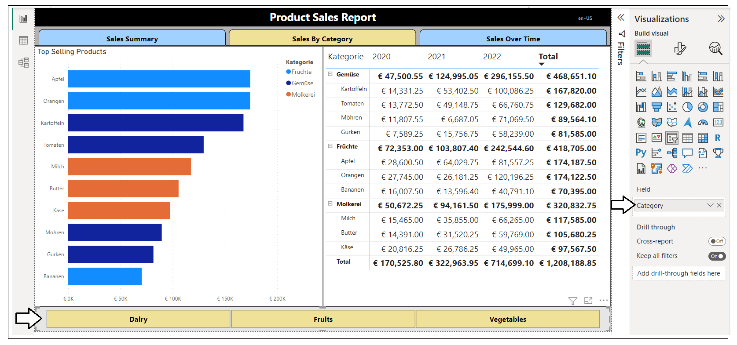 Product Sales Report
en-US
Sales Summary
Sales By Category
Sales Over Time
Top Selling Products
Kategorie
Früchte
Gemüse
Molkerei
Apfel
Orangen
Kartoffeln
Tomaten
Milch
Butter
Käse
Möhren
Gurken
Bananen
€ 0K € 50K € 100K € 150K € 200K
Kategorie 2020 2021 2022 Total
Gemüse € 47,500.55 € 124,995.05 € 296,155.50 € 468,651.10
Kartoffeln € 14,331.25 € 53,402.50 € 100,086.25 € 167,820.00
Tomaten € 13,772.50 € 49,148.75 € 66,760.75 € 129,682.00
Möhren € 11,807.55 € 6,687.05 € 71,069.50 € 89,564.10
Gurken € 7,589.25 € 15,756.75 € 58,239.00 € 81,585.00
Früchte € 72,353.00 € 103,807.40 € 242,544.60 € 418,705.00
Apfel € 28,600.50 € 64,029.75 € 81,557.25 € 174,187.50
Orangen € 27,745.00 € 26,181.25 € 120,196.25 € 174,122.50
Bananen € 16,007.50 € 13,596.40 € 40,791.10 € 70,395.00
Molkerei € 50,672.25 € 94,161.50 € 175,999.00 € 320,832.75
Milch € 15,465.00 € 35,855.00 € 66,265.00 € 117,585.00
Butter € 14,391.00 € 31,520.25 € 59,769.00 € 105,680.25
Käse € 20,816.25 € 26,786.25 € 49,965.00 € 97,567.50
Total € 170,525.80 € 322,963.95 € 714,699.10 € 1,208,188.85
Dairy
Fruits
Vegetables
Filters
Visualizations
Build visual
R
Py
Field
Category
Drill through
Cross-report Off
Keep all filters On
Add drill-through fields here